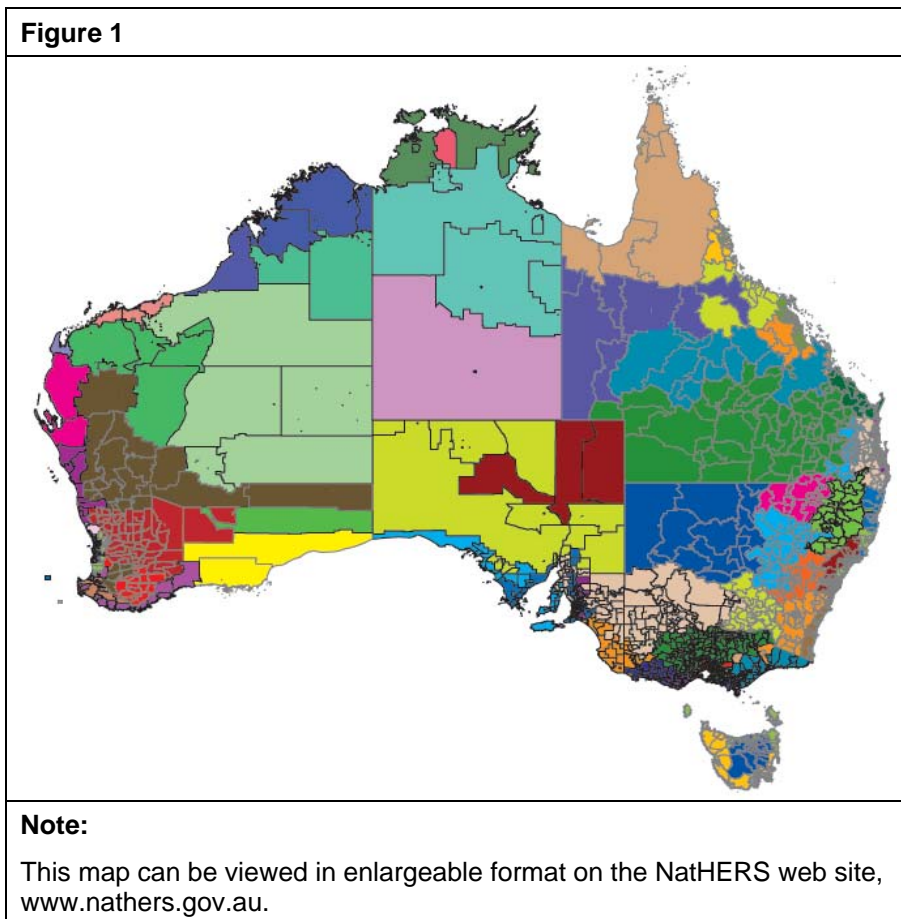 Figure 1
Note:
This map can be viewed in enlargeable format on the NatHERS web site,
www.nathers.gov.au.